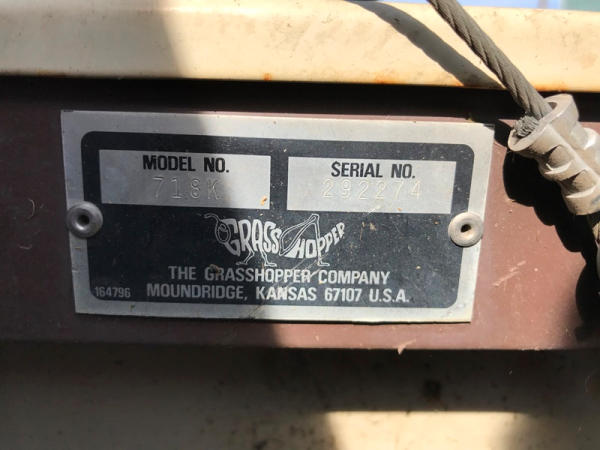 MODEL NO. SERIAL NO.
718K 292274
GRASSHOPPER
THE GRASSHOPPER COMPANY
164796 MOUNDRIDGE, KANSAS 67107 U.S.A.